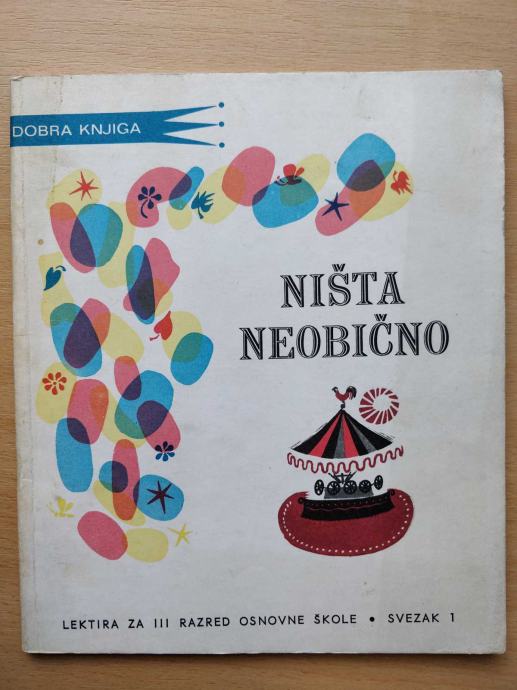 DOBRA KNJIGA
NIŠTA
NEOBIČNO
LEKTIRA ZA III RAZRED OSNOVNE ŠKOLE • SVEZAK 1